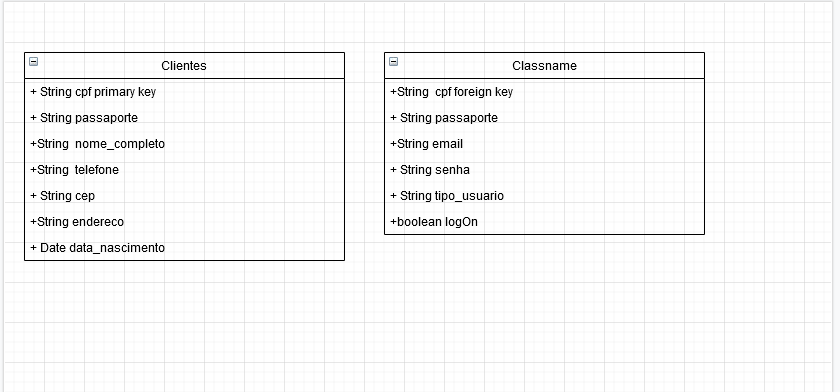 Clientes
+ String cpf primary key
+ String passaporte
+String  nome_completo
+String  telefone
+ String cep
+String endereco
+ Date data_nascimento
Classname
+String  cpf foreign key
+ String passaporte
+String email
+ String senha
+ String tipo_usuario
+boolean logOn